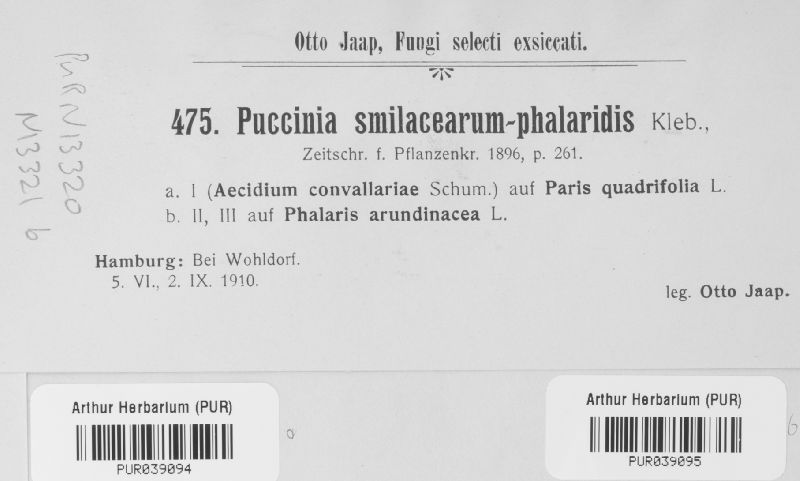 Otto Jaap, Fungi selecti exsiccati.
475. Puccinia smilacearum-phalaridis Kleb.,
Zeitschr. f. Pflanzenkr. 1896, p. 261.
a. I (Aecidium convallariae Schum.) auf Paris quadrifolia L.
b. II, III auf Phalaris arundinacea L.
Hamburg: Bei Wohldorf.
5. VI., 2. IX. 1910.
leg. Otto Jaap.
PUR N13320
N13321 b
Arthur Herbarium (PUR)
PUR039094
a
Arthur Herbarium (PUR)
PUR039095
b